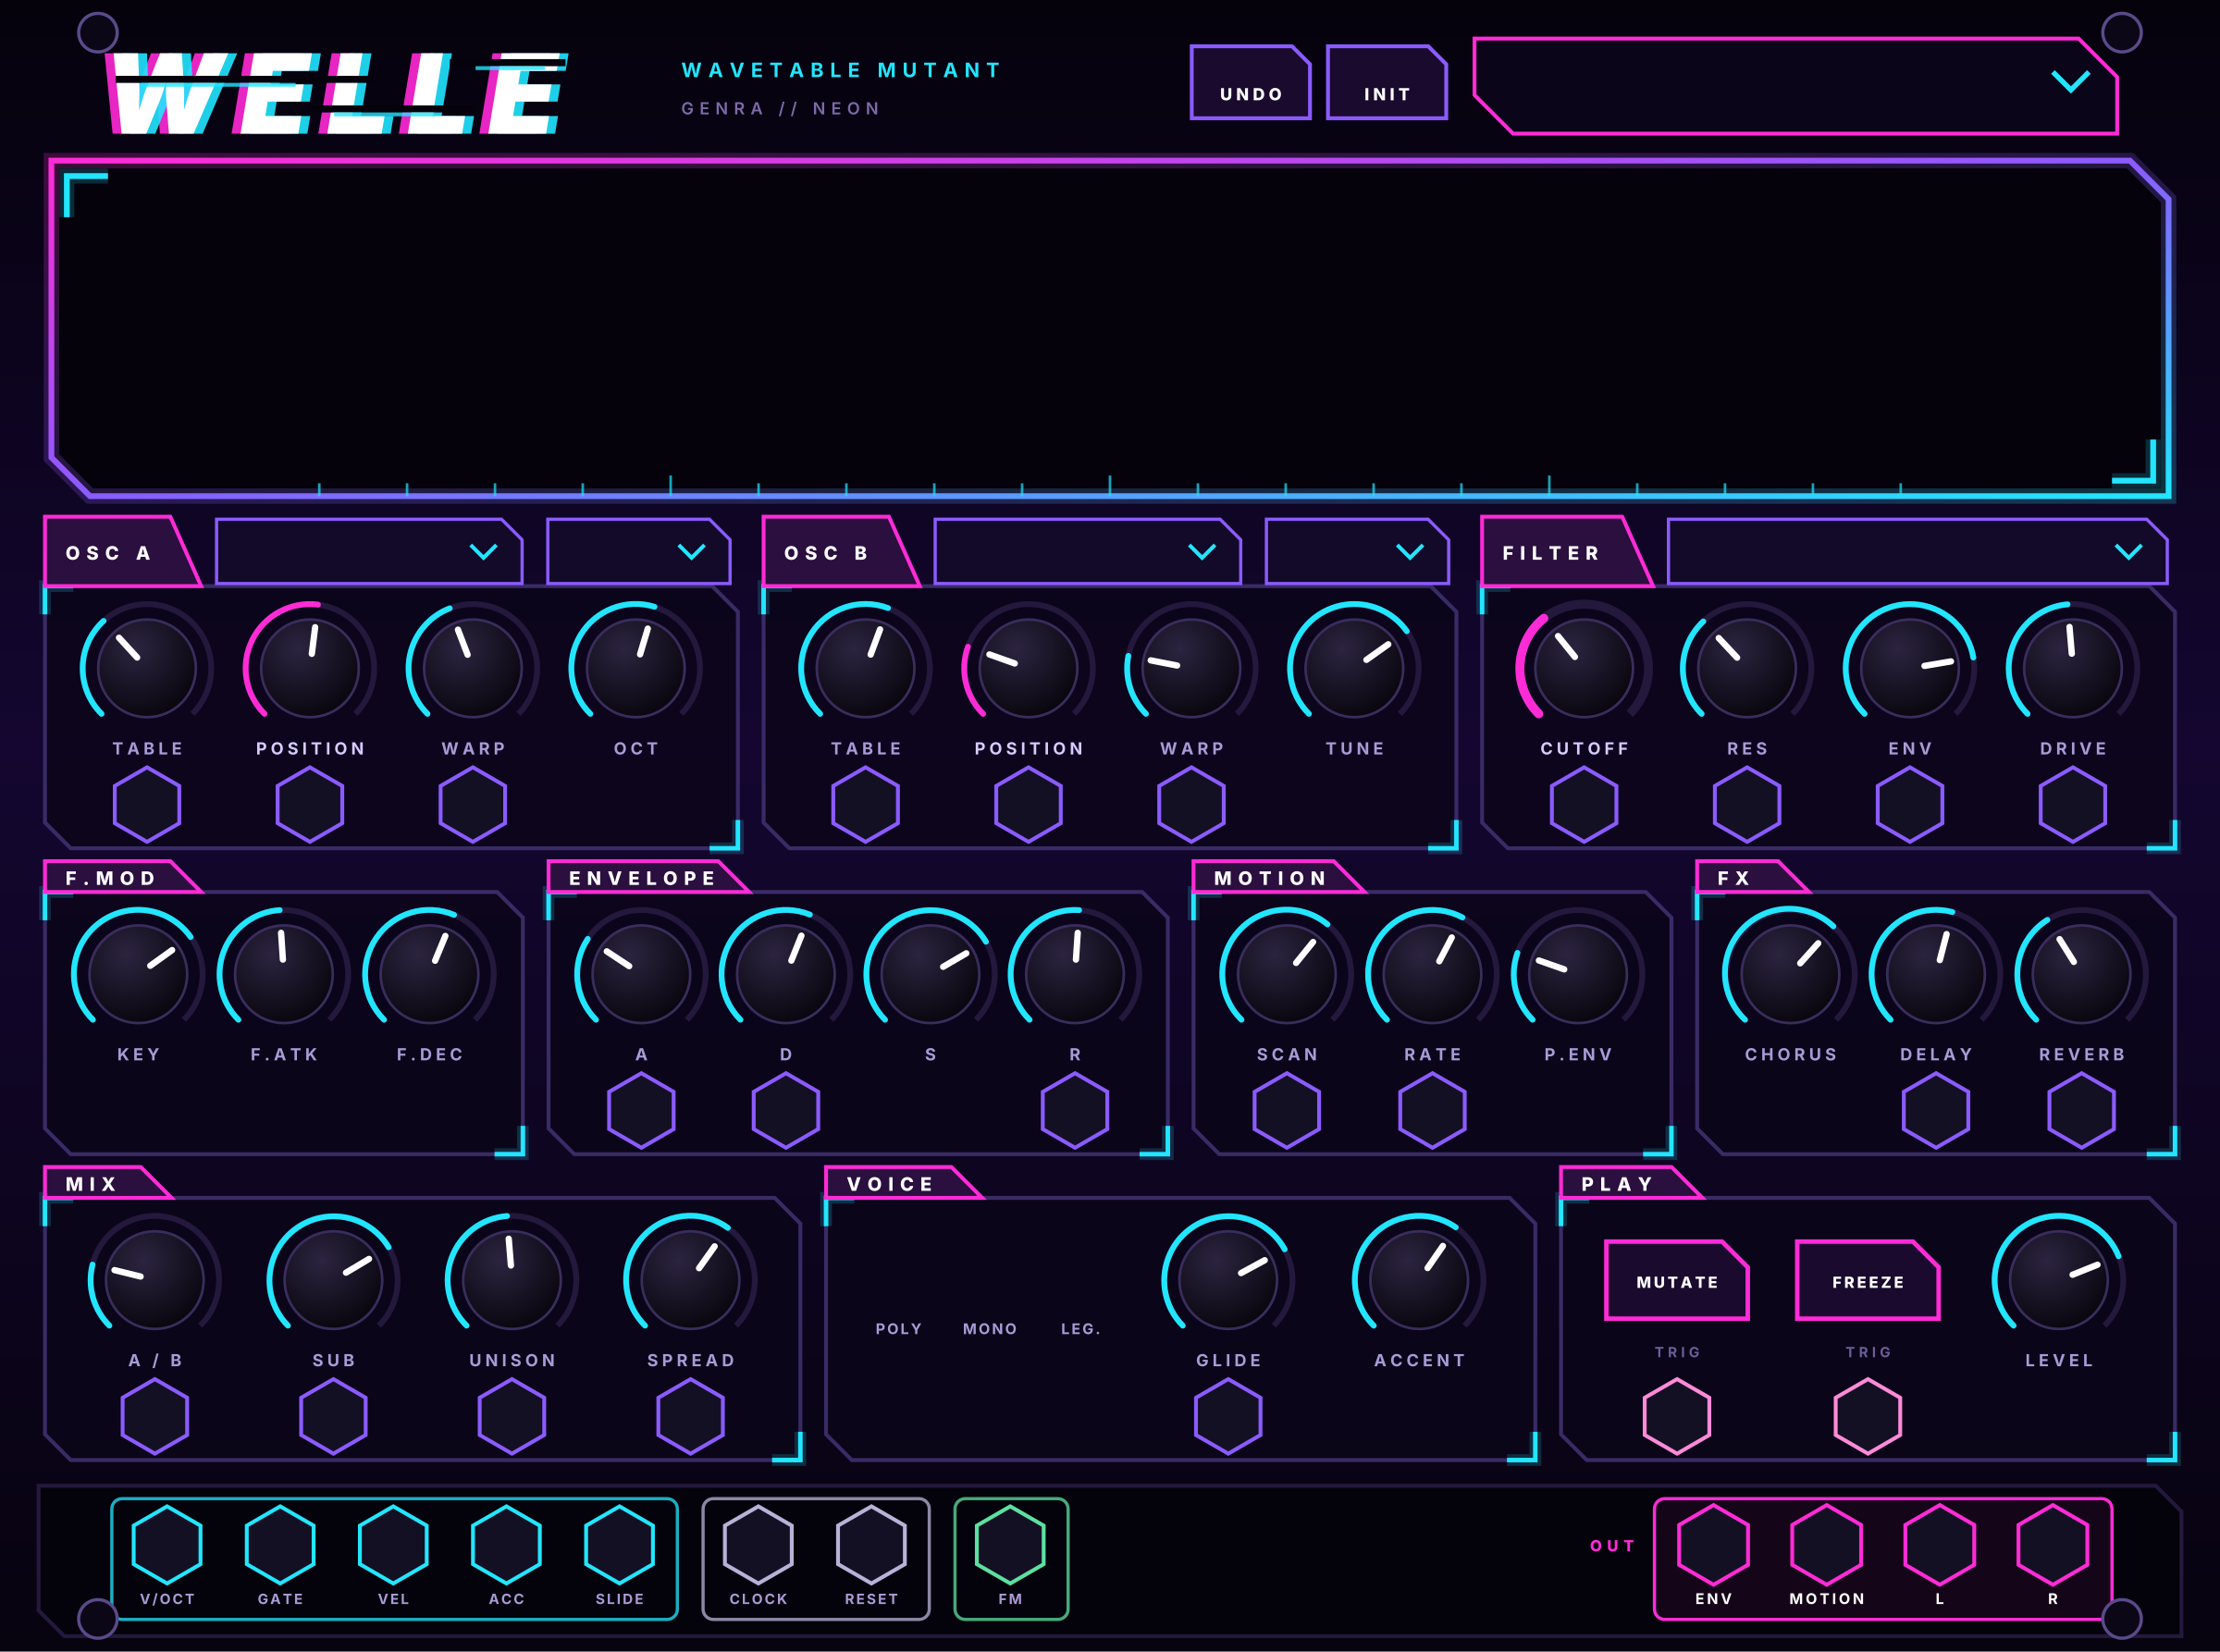 WELLE
WAVETABLE MUTANT
GENRA // NEON
UNDO
INIT
OSC A
OSC B
FILTER
TABLE
POSITION
WARP
OCT
TABLE
POSITION
WARP
TUNE
CUTOFF
RES
ENV
DRIVE
F.MOD
ENVELOPE
MOTION
FX
KEY
F.ATK
F.DEC
A
D
S
R
SCAN
RATE
P.ENV
CHORUS
DELAY
REVERB
MIX
VOICE
PLAY
MUTATE
FREEZE
POLY
MONO
LEG.
TRIG
TRIG
A / B
SUB
UNISON
SPREAD
GLIDE
ACCENT
LEVEL
OUT
V/OCT
GATE
VEL
ACC
SLIDE
CLOCK
RESET
FM
ENV
MOTION
L
R